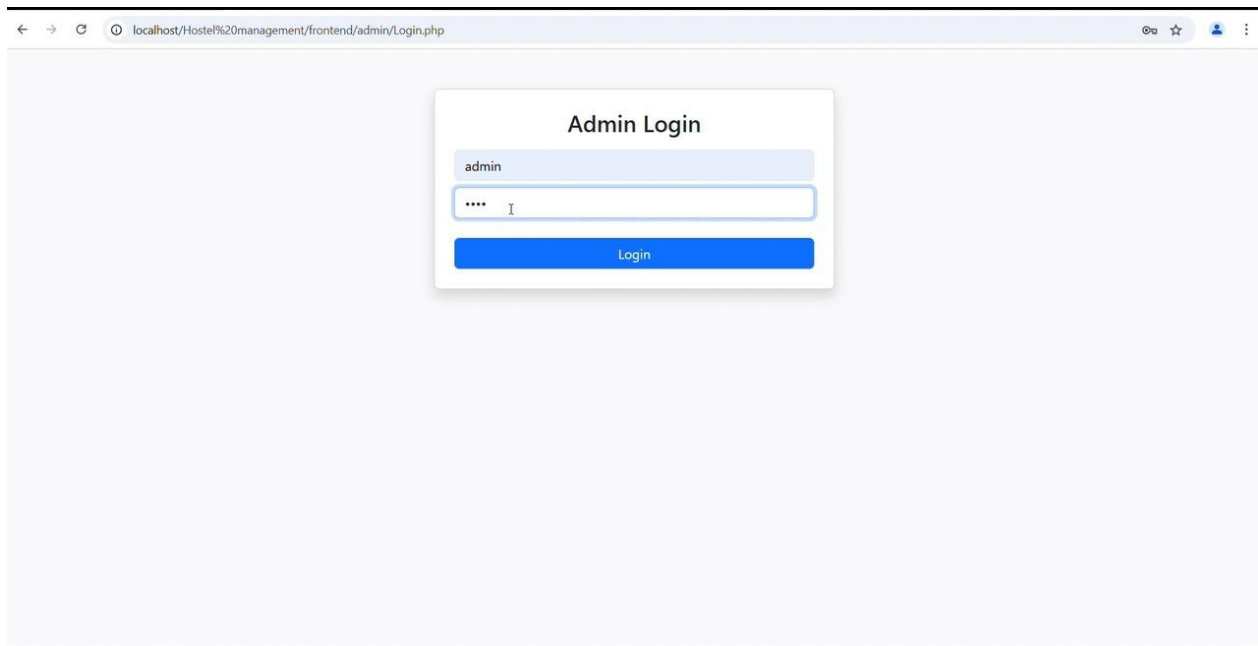 localhost/Hostel%20management/frontend/admin/Login.php
Admin Login
admin
••••
Login